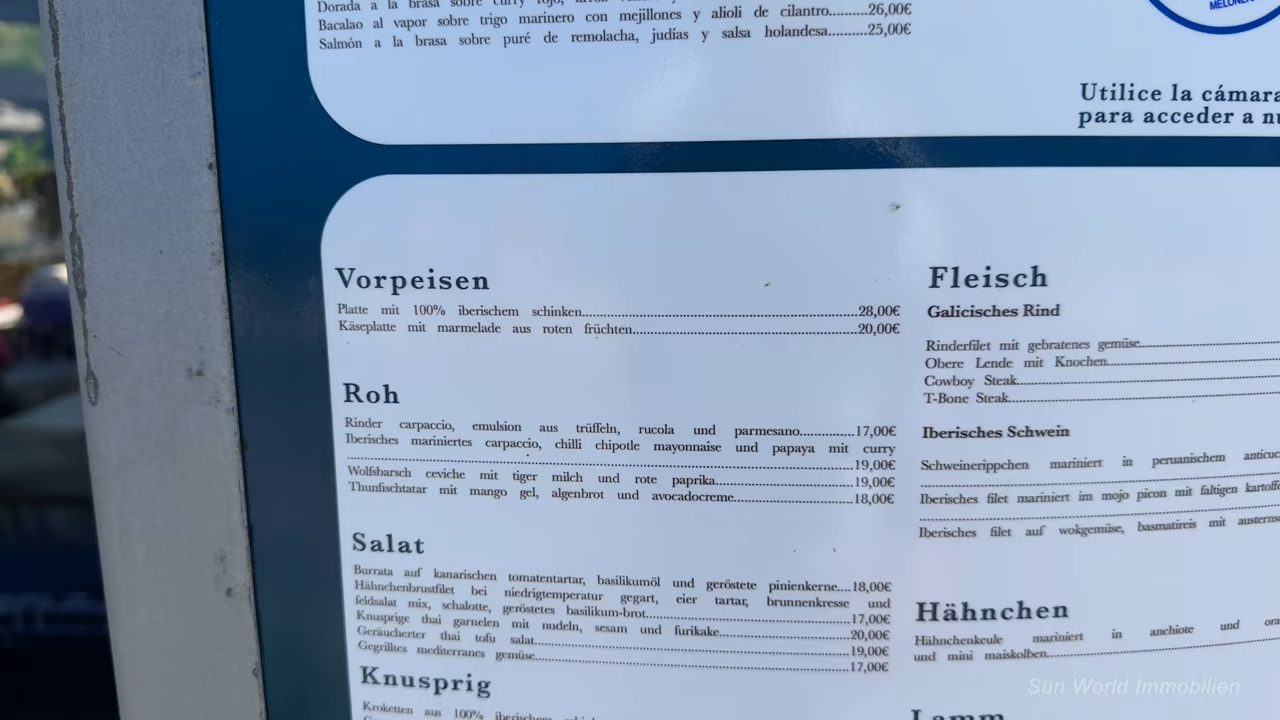 Dorada a la brasa sobre curry rojo,
Bacalao al vapor sobre trigo marinero con mejillones y alioli de cilantro.........26,00€
Salmón a la brasa sobre puré de remolacha, judías y salsa holandesa..........25,00€
Utilice la cámara
para acceder a
Vorpeisen
Platte mit 100% iberischem schinken..........28,00€
Käseplatte mit marmelade aus roten früchten..........20,00€
Roh
Rinder carpaccio, emulsion aus trüffeln, rucola und parmesano..........17,00€
Iberisches mariniertes carpaccio, chilli chipotle mayonnaise und papaya mit curry
..........19,00€
Wolfsbarsch ceviche mit tiger milch und rote paprika..........19,00€
Thunfischtatar mit mango gel, algenbrot und avocadocreme..........18,00€
Salat
Burrata auf kanarischen tomatentartar, basilikumöl und geröstete pinienkerne....18,00€
Hähnchenbrustfilet bei niedrigtemperatur gegart, eier tartar, brunnenkresse und
feldsalat mix, schalotte, geröstetes basilikum-brot..........17,00€
Knusprige thai garnelen mit nudeln, sesam und furikake..........20,00€
Geräucherter thai tofu salat..........19,00€
Gegrilltes mediterranes gemüse..........17,00€
Knusprig
Kroketten aus 100% iberischem
Fleisch
Galicisches Rind
Rinderfilet mit gebratenes gemüse..........
Obere Lende mit Knochen..........
Cowboy Steak..........
T-Bone Steak..........
Iberisches Schwein
Schweinerippchen mariniert in peruanischem
Iberisches filet mariniert im mojo picon mit faltigen
Iberisches filet auf wokgemüse, basmatireis mit
Hähnchen
Hähnchenkeule mariniert in anchiote und
und mini maiskolben..........
Lamm
Sun World Immobilien